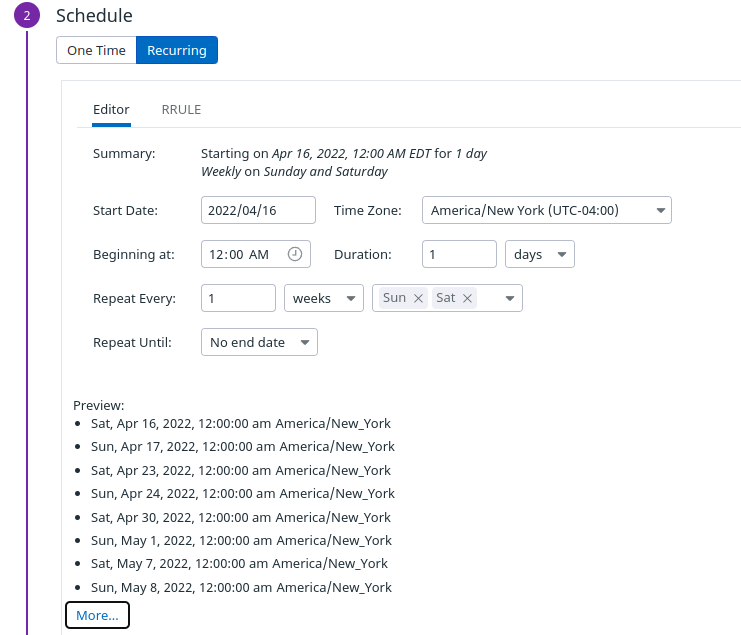 2 Schedule
One Time Recurring
Editor RRULE
Summary: Starting on Apr 16, 2022, 12:00 AM EDT for 1 day
Weekly on Sunday and Saturday
Start Date: 2022/04/16 Time Zone: America/New York (UTC-04:00)
Beginning at: 12:00 AM Duration: 1 days
Repeat Every: 1 weeks Sun Sat
Repeat Until: No end date
Preview:
Sat, Apr 16, 2022, 12:00:00 am America/New_York
Sun, Apr 17, 2022, 12:00:00 am America/New_York
Sat, Apr 23, 2022, 12:00:00 am America/New_York
Sun, Apr 24, 2022, 12:00:00 am America/New_York
Sat, Apr 30, 2022, 12:00:00 am America/New_York
Sun, May 1, 2022, 12:00:00 am America/New_York
Sat, May 7, 2022, 12:00:00 am America/New_York
Sun, May 8, 2022, 12:00:00 am America/New_York
More...